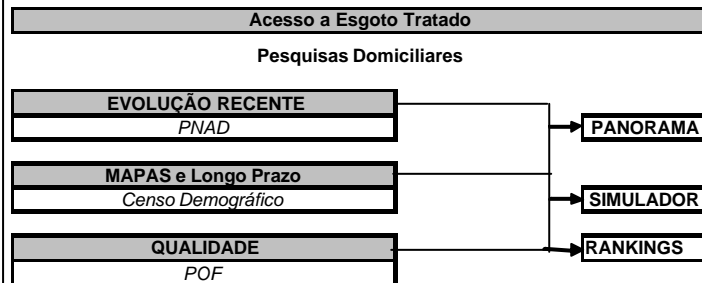 Acesso a Esgoto Tratado
Pesquisas Domiciliares
EVOLUÇÃO RECENTE
PNAD
PANORAMA
MAPAS e Longo Prazo
Censo Demográfico
SIMULADOR
QUALIDADE
RANKINGS
POF